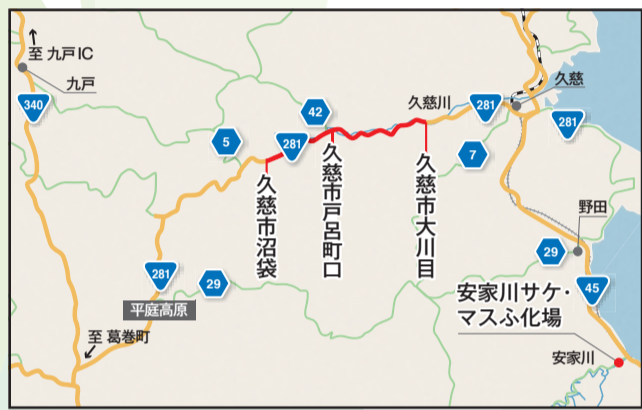 至 九戸IC
九戸
340
5
42
281
久慈川
281
久慈
281
7
久慈市沼袋
久慈市戸呂町口
久慈市大川目
野田
29
281
29
平庭高原
45
安家川サケ・
マスふ化場
至 葛巻町
安家川